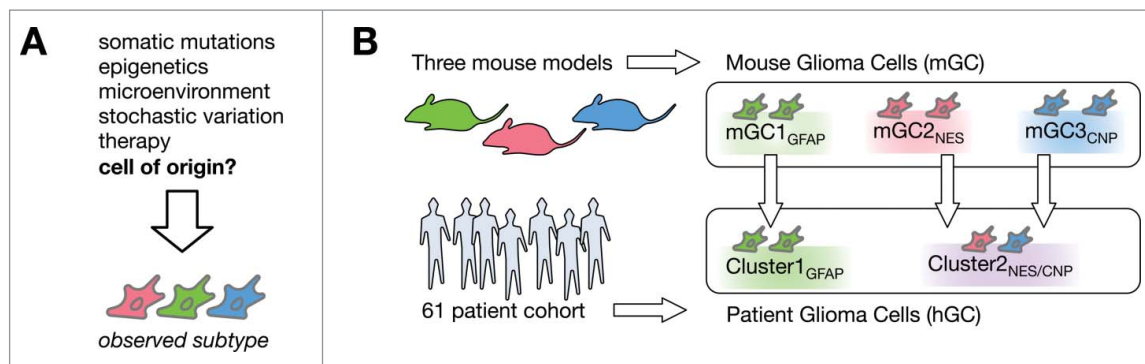 A
somatic mutations
epigenetics
microenvironment
stochastic variation
therapy
cell of origin?
observed subtype
B
Three mouse models
Mouse Glioma Cells (mGC)
mGC1GFAP
mGC2NES
mGC3CNP
Cluster1GFAP
Cluster2NES/CNP
61 patient cohort
Patient Glioma Cells (hGC)